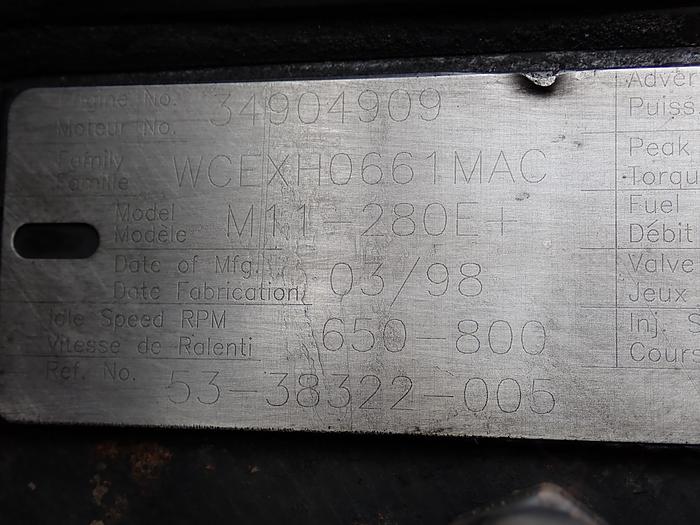 Engine No. 34904909
Moteur No.
Family WCEXH0661MAC
Famille
Model M11-280E+
Modèle
Date of Mfg. 03/98
Date Fabrication
Idle Speed RPM 650-800
Vitesse de Ralenti
Ref. No. 53-38322-005
Adver
Puiss
Peak
Torqu
Fuel
Débit
Valve
Jeux
Inj. S
Cours